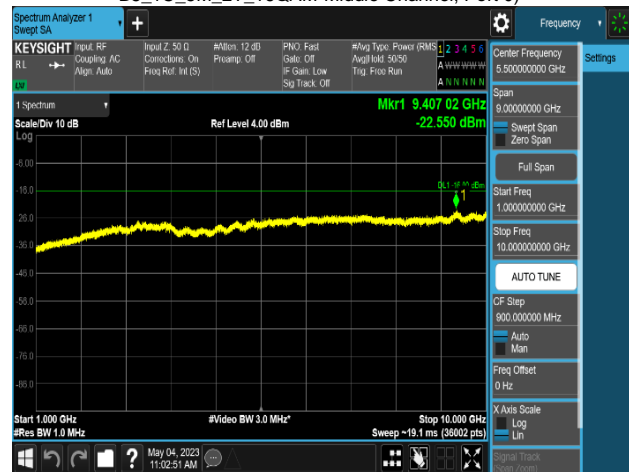 Spectrum Analyzer 1
Swept SA
Frequency
KEYSIGHT
RL
Input: RF
Coupling: AC
Align: Auto
Input Z: 50 Ω
Corrections: On
Freq Ref: Int (S)
#Atten: 12 dB
Preamp: Off
PNO: Fast
Gate: Off
IF Gain: Low
Sig Track: Off
#Avg Type: Power (RMS
Avg|Hold: 50/50
Trig: Free Run
1 2 3 4 5 6
A W W W W W
A N N N N N
1 Spectrum
Scale/Div 10 dB
Log
Ref Level 4.00 dBm
Mkr1 9.407 02 GHz
-22.550 dBm
1
-6.00
-16.0
-26.0
-36.0
-46.0
-56.0
-66.0
-76.0
-86.0
Start 1.000 GHz
#Res BW 1.0 MHz
#Video BW 3.0 MHz*
Stop 10.000 GHz
Sweep ~19.1 ms (36002 pts)
May 04, 2023
11:02:51 AM
Center Frequency
5.500000000 GHz
Span
9.00000000 GHz
Swept Span
Zero Span
Full Span
Start Freq
1.000000000 GHz
Stop Freq
10.000000000 GHz
AUTO TUNE
CF Step
900.000000 MHz
Auto
Man
Freq Offset
0 Hz
X Axis Scale
Log
Lin
Signal Track
(Span Zoom)
Settings